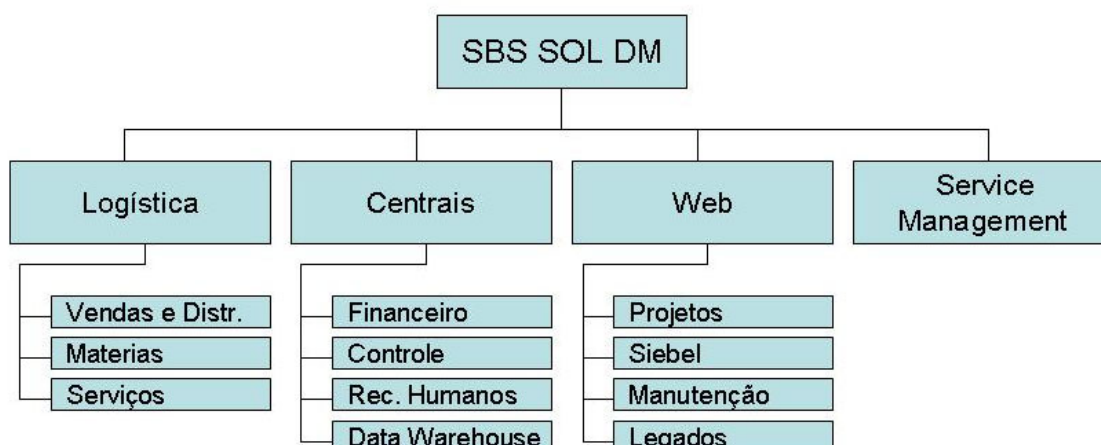 SBS SOL DM
Logística
Centrais
Web
Service
Management
Vendas e Distr.
Materias
Serviços
Financeiro
Controle
Rec. Humanos
Data Warehouse
Projetos
Siebel
Manutenção
Legados